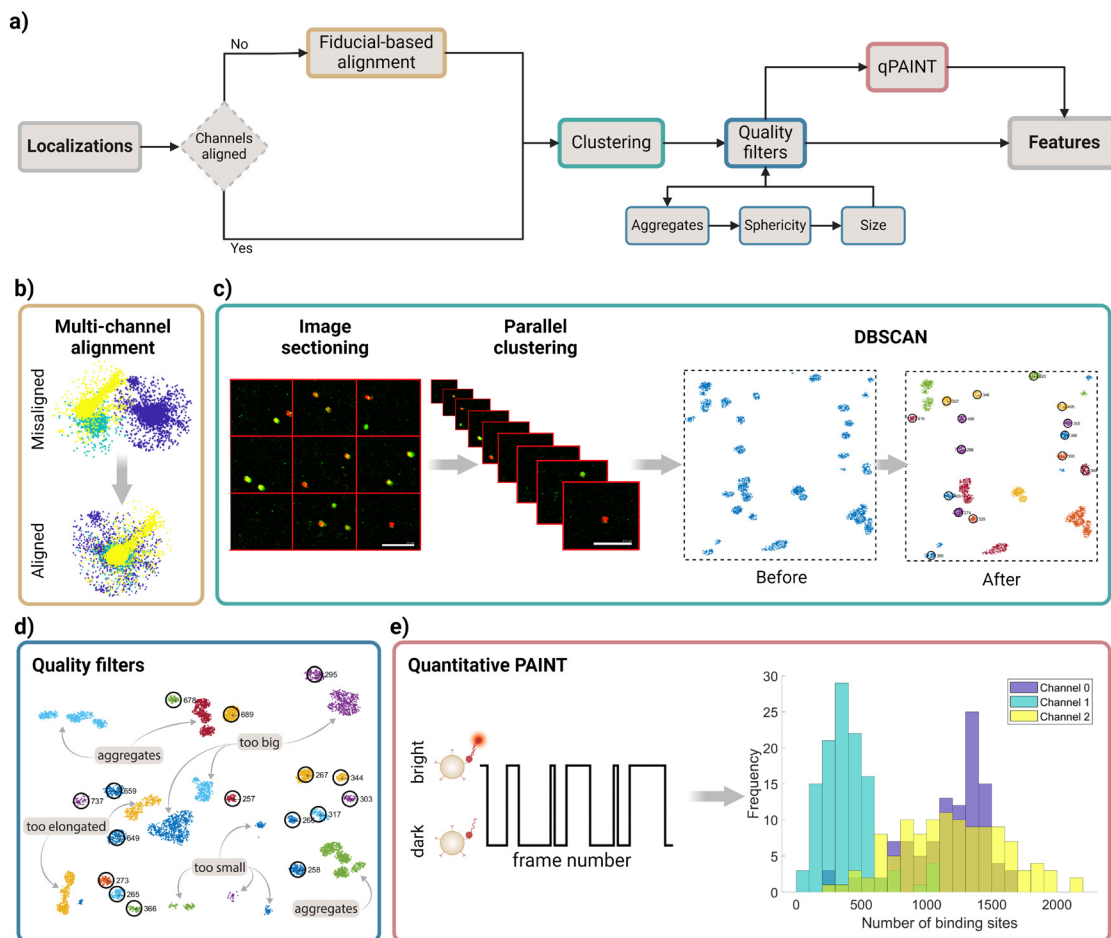 a)
No
Fiducial-based
alignment
qPAINT
Localizations
Channels
aligned
Clustering
Quality
filters
Features
Aggregates
Sphericity
Size
Yes
b)
Multi-channel
alignment
Misaligned
Aligned
c)
Image
sectioning
Parallel
clustering
DBSCAN
Before
After
d)
Quality filters
295
678
689
aggregates
too big
659
737
267
344
257
303
317
too elongated
649
too small
258
273
265
366
aggregates
e)
Quantitative PAINT
bright
dark
frame number
Frequency
30
25
20
15
10
5
0
Channel 0
Channel 1
Channel 2
0 500 1000 1500 2000
Number of binding sites